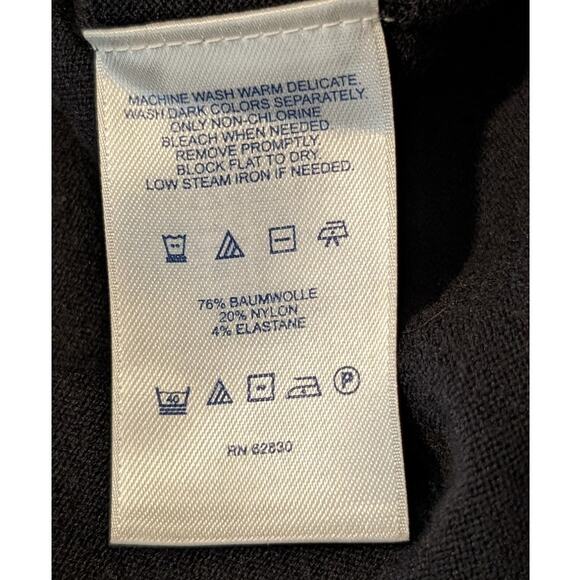 MACHINE WASH WARM DELICATE.
WASH DARK COLORS SEPARATELY.
ONLY NON-CHLORINE
BLEACH WHEN NEEDED
REMOVE PROMPTLY.
BLOCK FLAT TO DRY.
LOW STEAM IRON IF NEEDED.
76% BAUMWOLLE
20% NYLON
4% ELASTANE
40 P
RN 62830